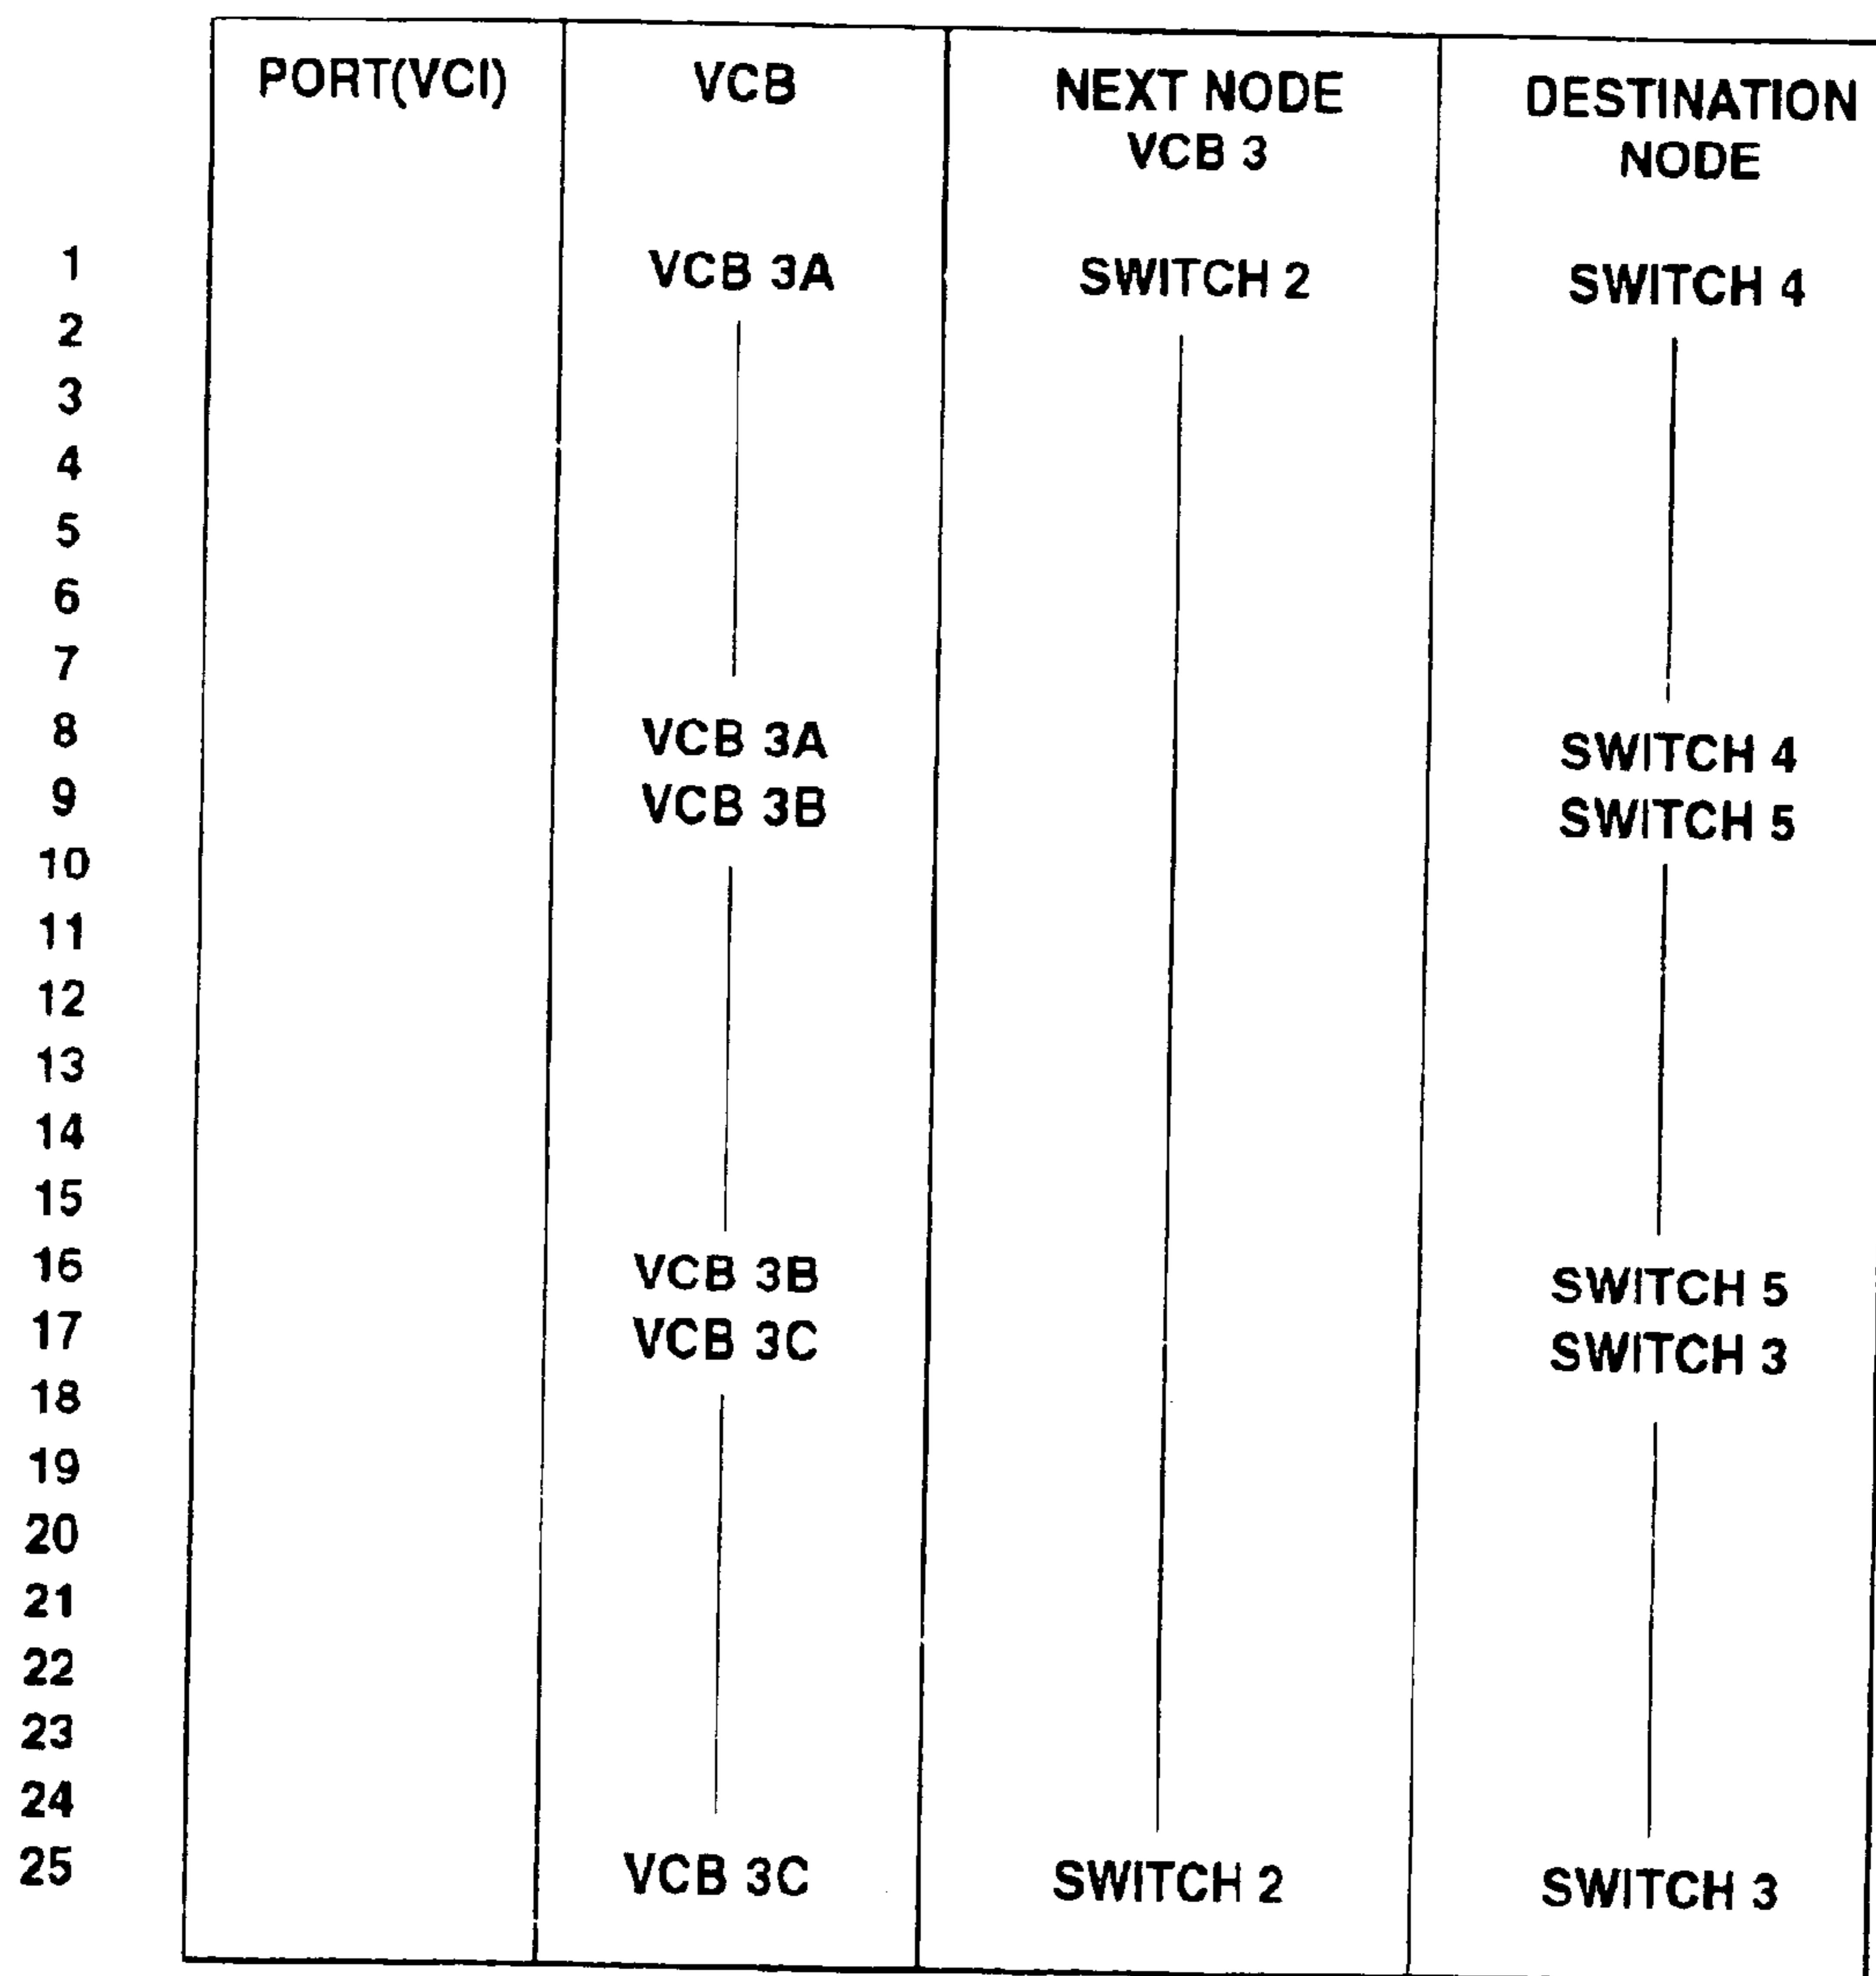 PORT(VCI) VCB NEXT NODE DESTINATION
VCB 3 NODE
1 VCB 3A SWITCH 2 SWITCH 4
2
3
4
5
6
7
8 VCB 3A SWITCH 4
9 VCB 3B SWITCH 5
10
11
12
13
14
15
16 VCB 3B SWITCH 5
17 VCB 3C SWITCH 3
18
19
20
21
22
23
24
25 VCB 3C SWITCH 2 SWITCH 3